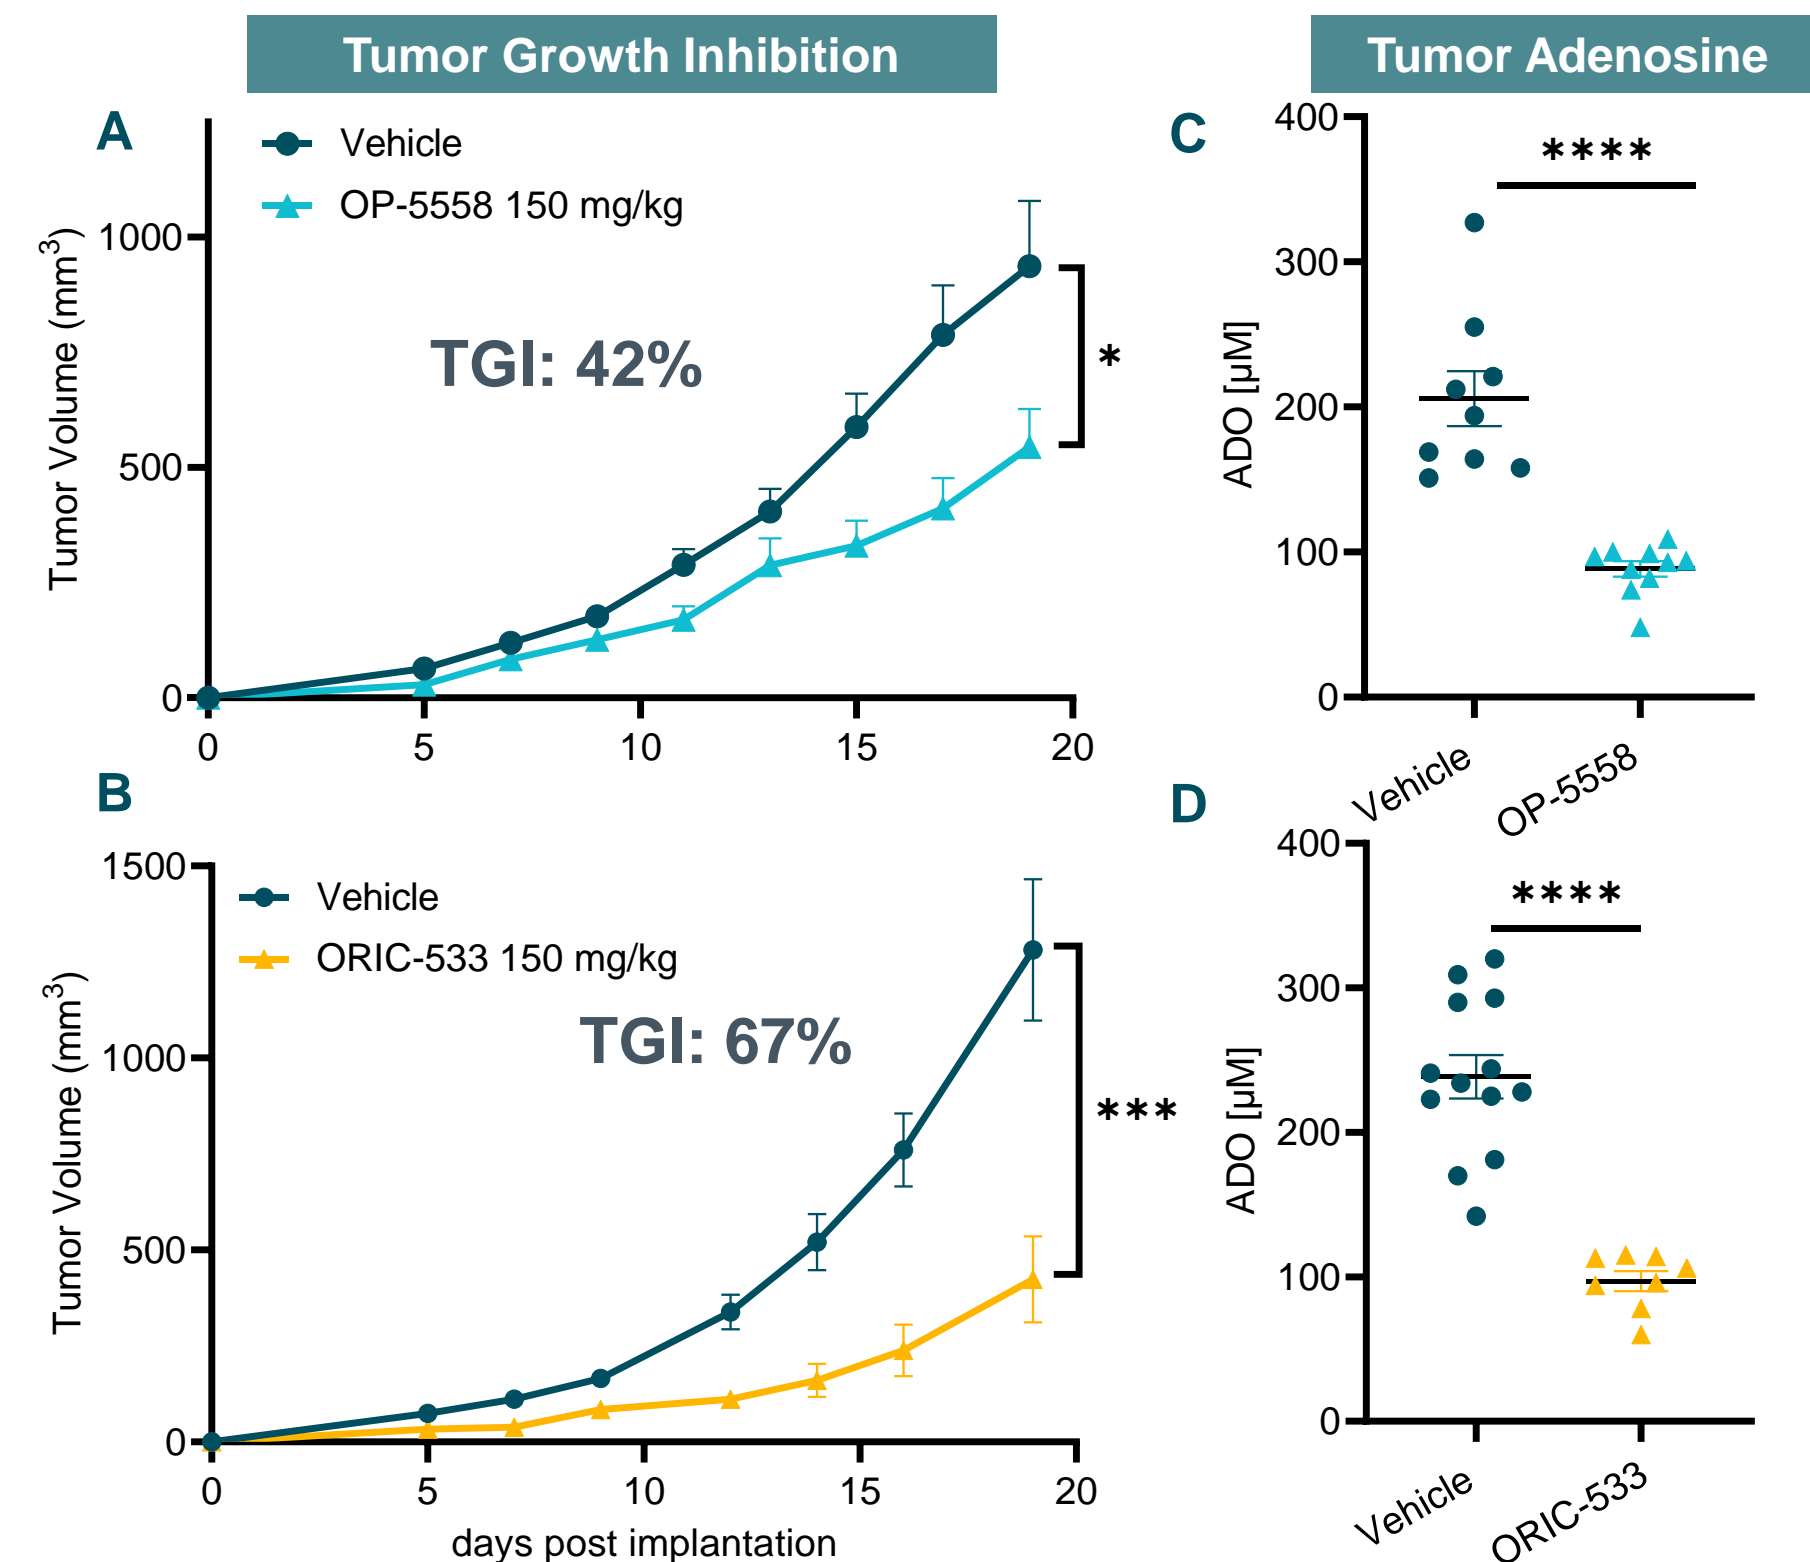 Tumor Growth Inhibition
Tumor Adenosine
A
Vehicle
OP-5558 150 mg/kg
Tumor Volume (mm³)
1000
500
0
TGI: 42%
*
0 5 10 15 20
C
ADO [µM]
400
300
200
100
0
****
Vehicle
OP-5558
B
Vehicle
ORIC-533 150 mg/kg
Tumor Volume (mm³)
1500
1000
500
0
TGI: 67%
***
0 5 10 15 20
days post implantation
D
ADO [µM]
400
300
200
100
0
****
Vehicle
ORIC-533